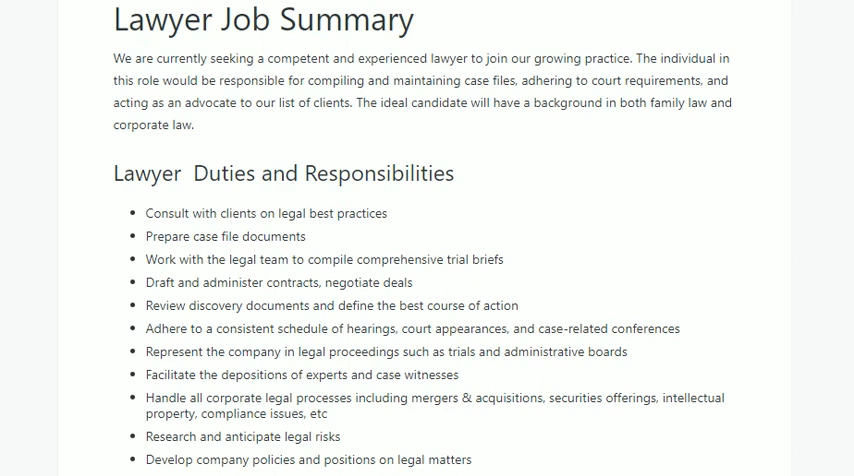 Lawyer Job Summary
We are currently seeking a competent and experienced lawyer to join our growing practice. The individual in
this role would be responsible for compiling and maintaining case files, adhering to court requirements, and
acting as an advocate to our list of clients. The ideal candidate will have a background in both family law and
corporate law.
Lawyer  Duties and Responsibilities
• Consult with clients on legal best practices
• Prepare case file documents
• Work with the legal team to compile comprehensive trial briefs
• Draft and administer contracts, negotiate deals
• Review discovery documents and define the best course of action
• Adhere to a consistent schedule of hearings, court appearances, and case-related conferences
• Represent the company in legal proceedings such as trials and administrative boards
• Facilitate the depositions of experts and case witnesses
• Handle all corporate legal processes including mergers & acquisitions, securities offerings, intellectual
property, compliance issues, etc
• Research and anticipate legal risks
• Develop company policies and positions on legal matters